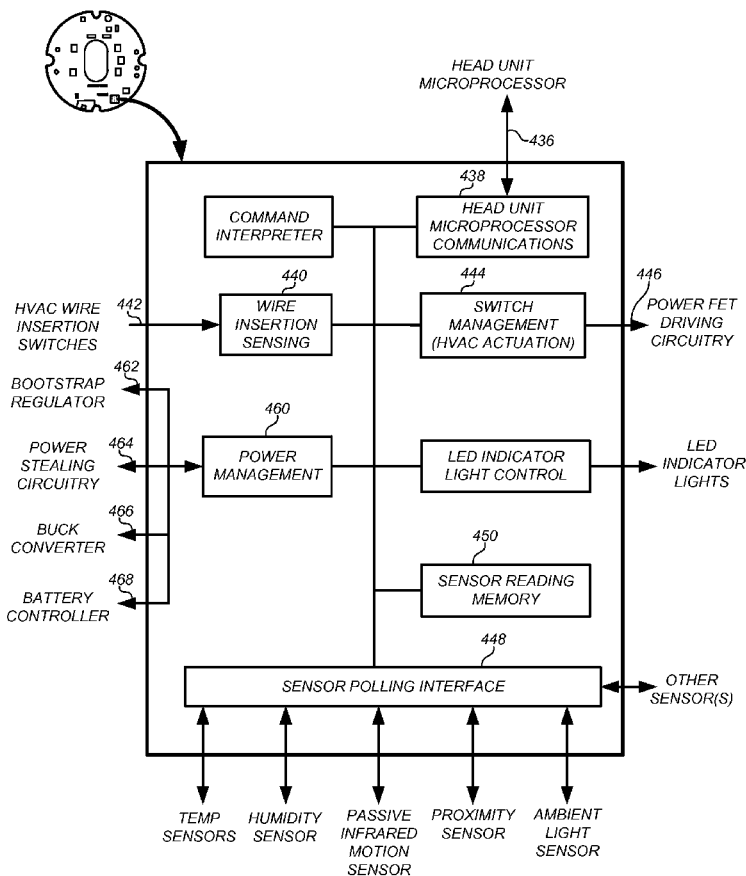 HEAD UNIT
MICROPROCESSOR
436
438
COMMAND
INTERPRETER
HEAD UNIT
MICROPROCESSOR
COMMUNICATIONS
HVAC WIRE
INSERTION
SWITCHES
442
440
WIRE
INSERTION
SENSING
444
SWITCH
MANAGEMENT
(HVAC ACTUATION)
446
POWER FET
DRIVING
CIRCUITRY
462
BOOTSTRAP
REGULATOR
464
POWER
STEALING
CIRCUITRY
460
POWER
MANAGEMENT
LED INDICATOR
LIGHT CONTROL
LED
INDICATOR
LIGHTS
466
BUCK
CONVERTER
468
BATTERY
CONTROLLER
450
SENSOR READING
MEMORY
448
SENSOR POLLING INTERFACE
OTHER
SENSOR(S)
TEMP
SENSORS
HUMIDITY
SENSOR
PASSIVE
INFRARED
MOTION
SENSOR
PROXIMITY
SENSOR
AMBIENT
LIGHT
SENSOR